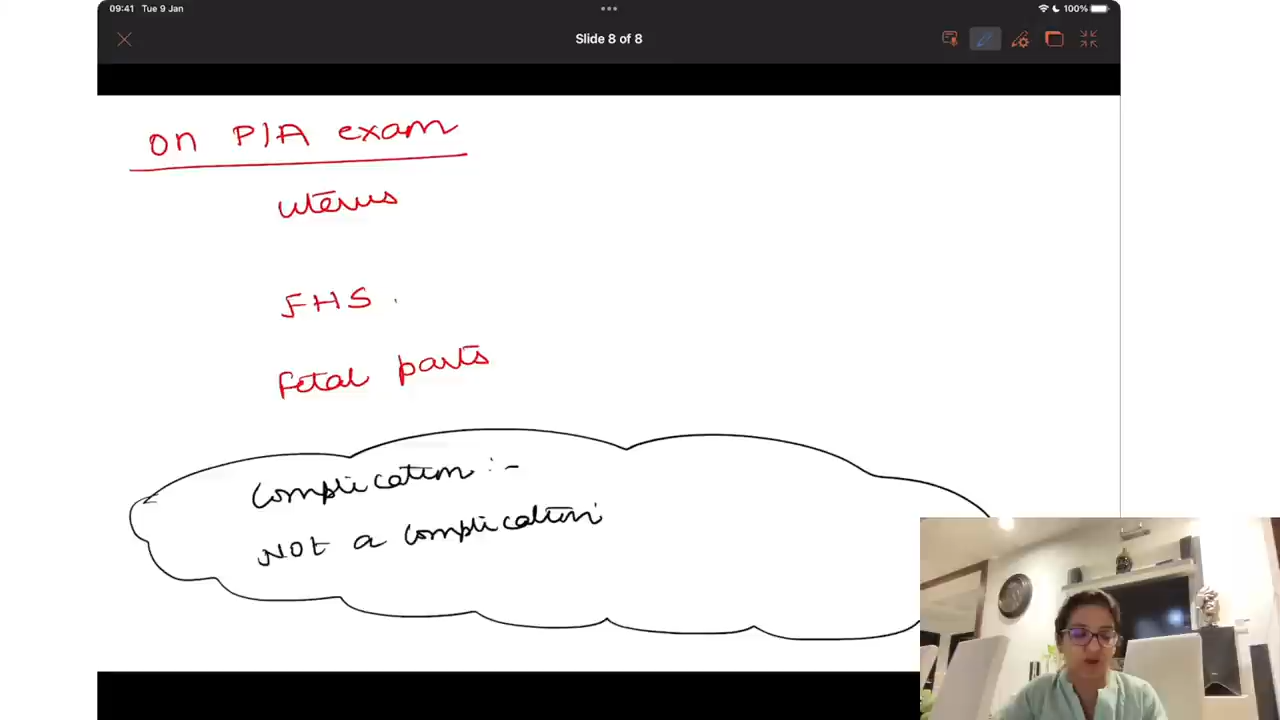 09:41 Tue 9 Jan
100%
Slide 8 of 8
on P/A exam
uterus
FHS
Fetal parts
Complication :-
NOt a complication